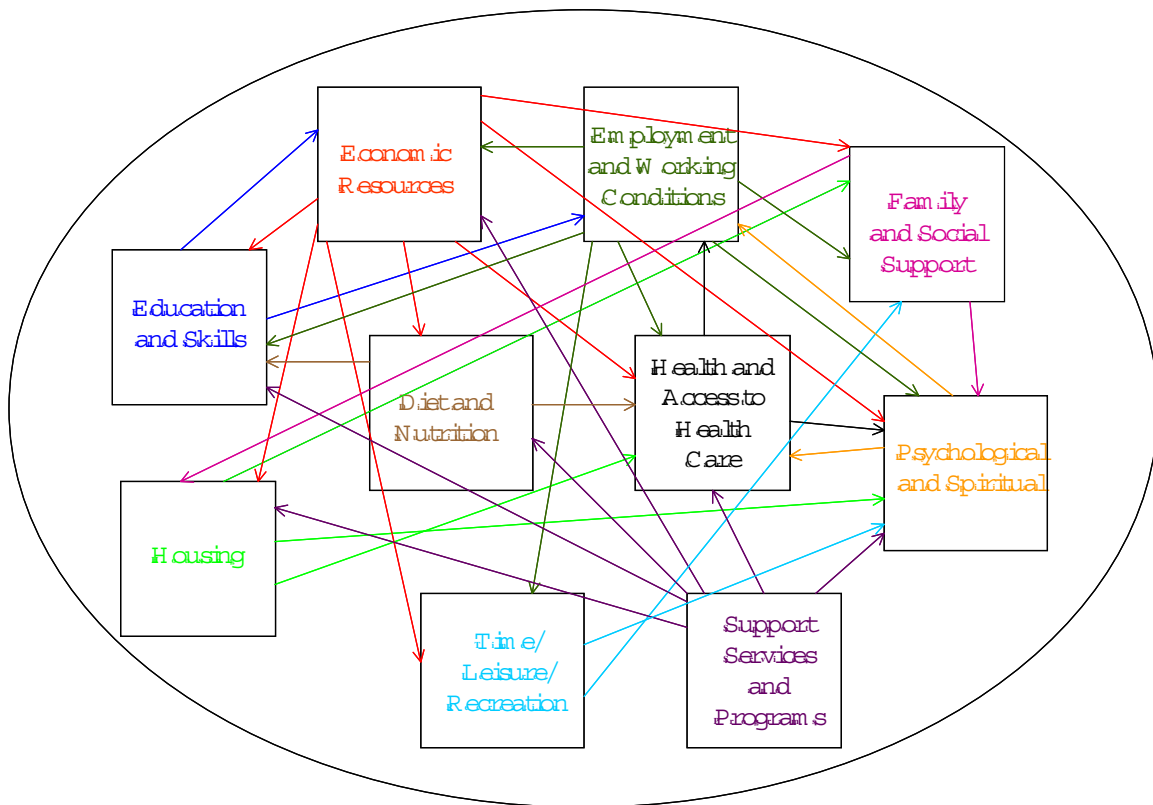 Economic
Resources
Employment
and Working
Conditions
Family
and Social
Support
Education
and Skills
Diet and
Nutrition
Health and
Access to
Health
Care
Psychological
and Spiritual
Housing
Time/
Leisure/
Recreation
Support
Services
and
Programs